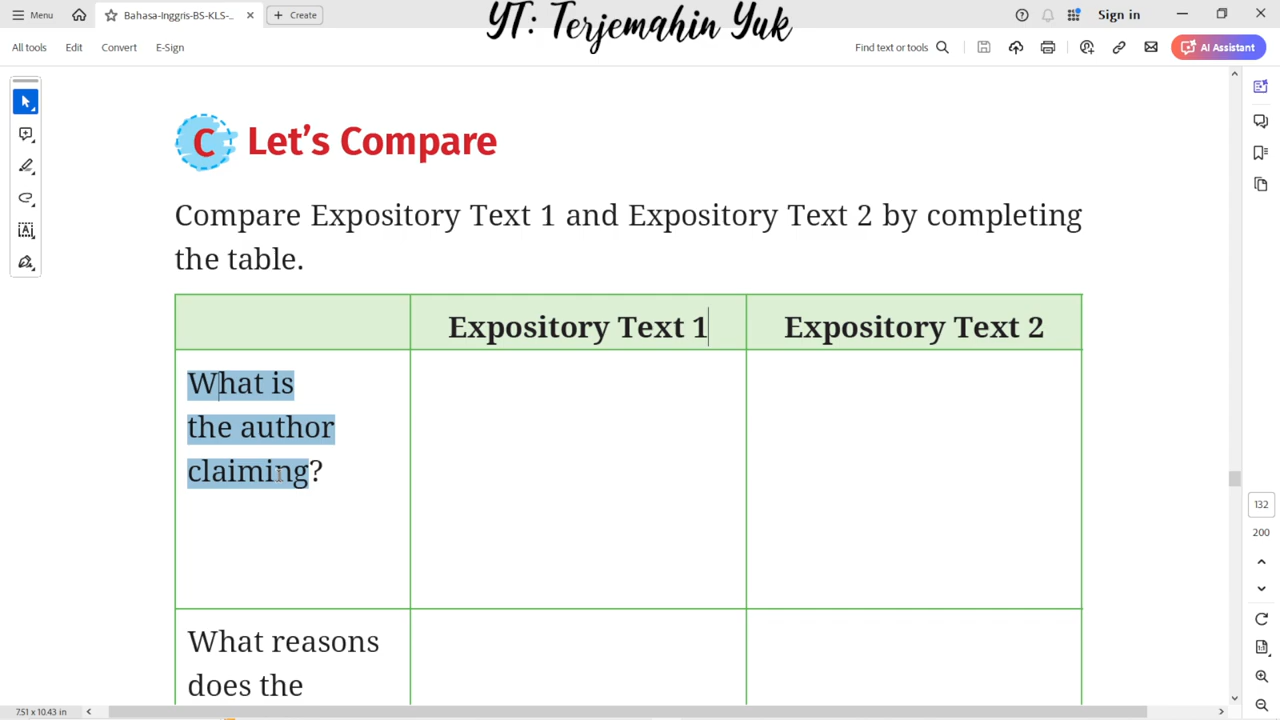 Menu
Bahasa-Inggris-BS-KLS-...
Create
YT: Terjemahin Yuk
Sign in
All tools
Edit
Convert
E-Sign
Find text or tools
AI Assistant
C Let's Compare
Compare Expository Text 1 and Expository Text 2 by completing
the table.
Expository Text 1
Expository Text 2
What is
the author
claiming?
What reasons
does the
132
200
7.51 x 10.43 in